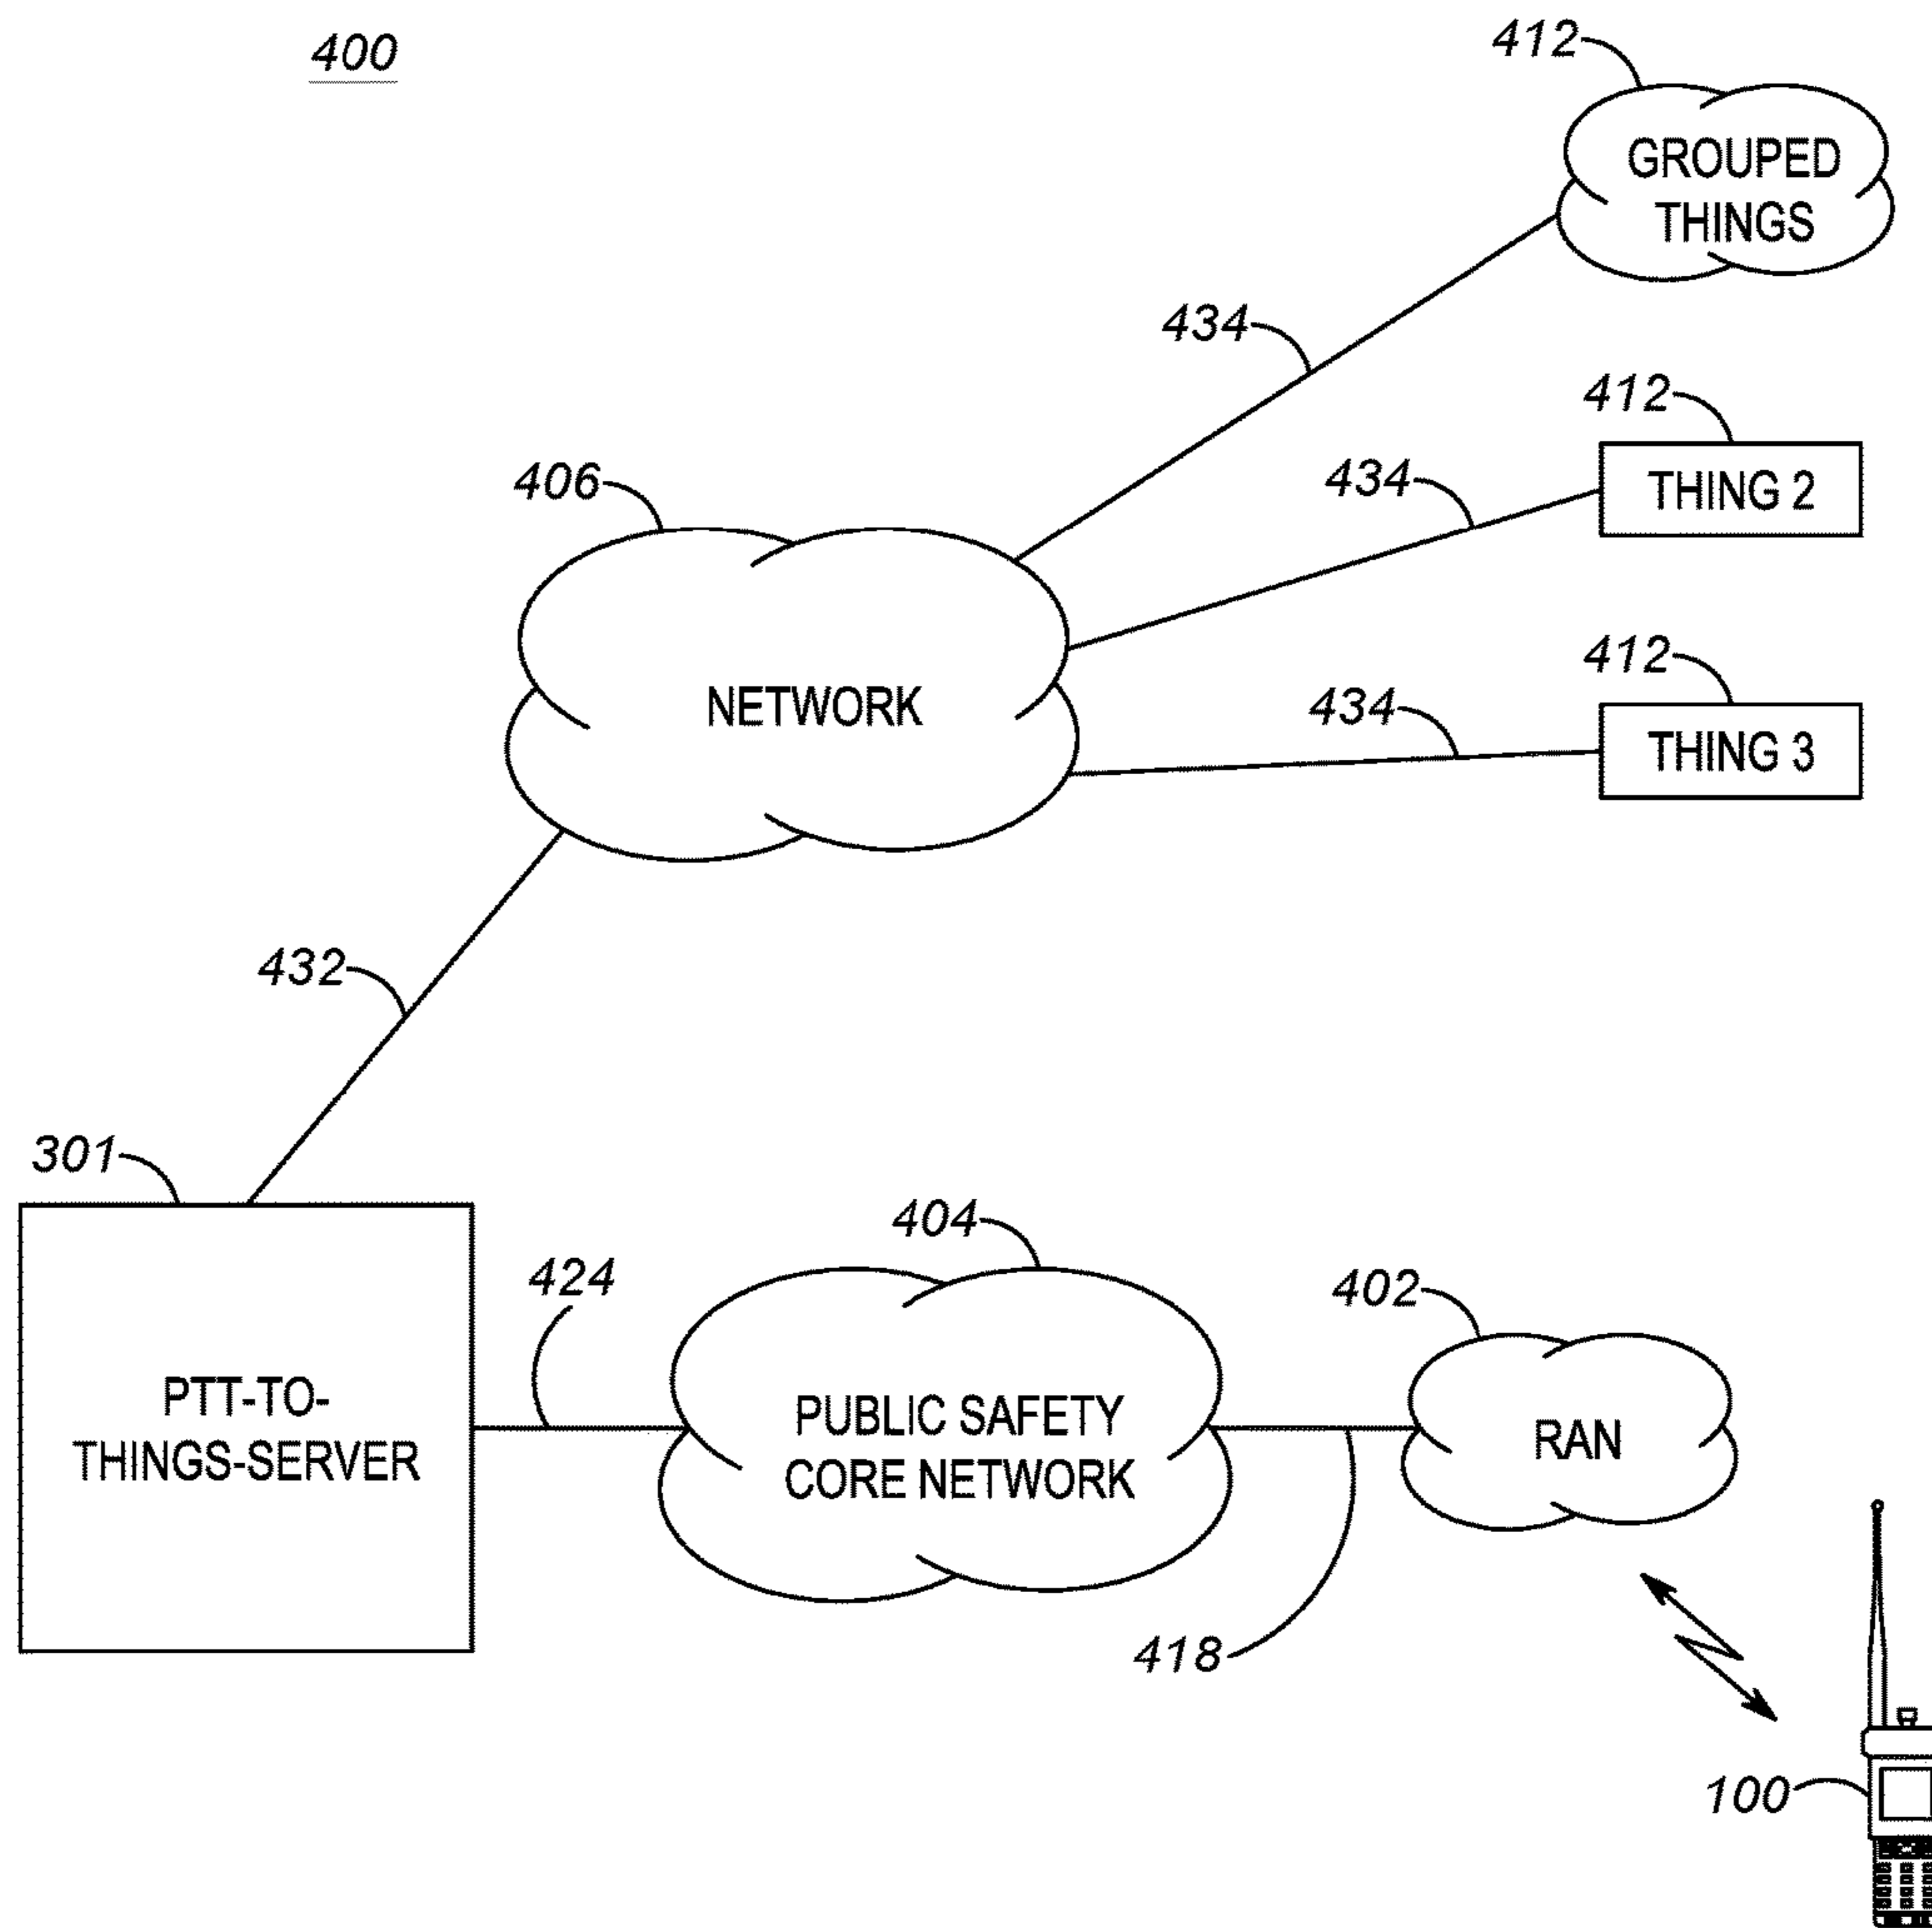 400
412
GROUPED
THINGS
434
412
THING 2
434
406
412
THING 3
434
NETWORK
432
301
PTT-TO-
THINGS-SERVER
424
404
PUBLIC SAFETY
CORE NETWORK
402
RAN
418
100